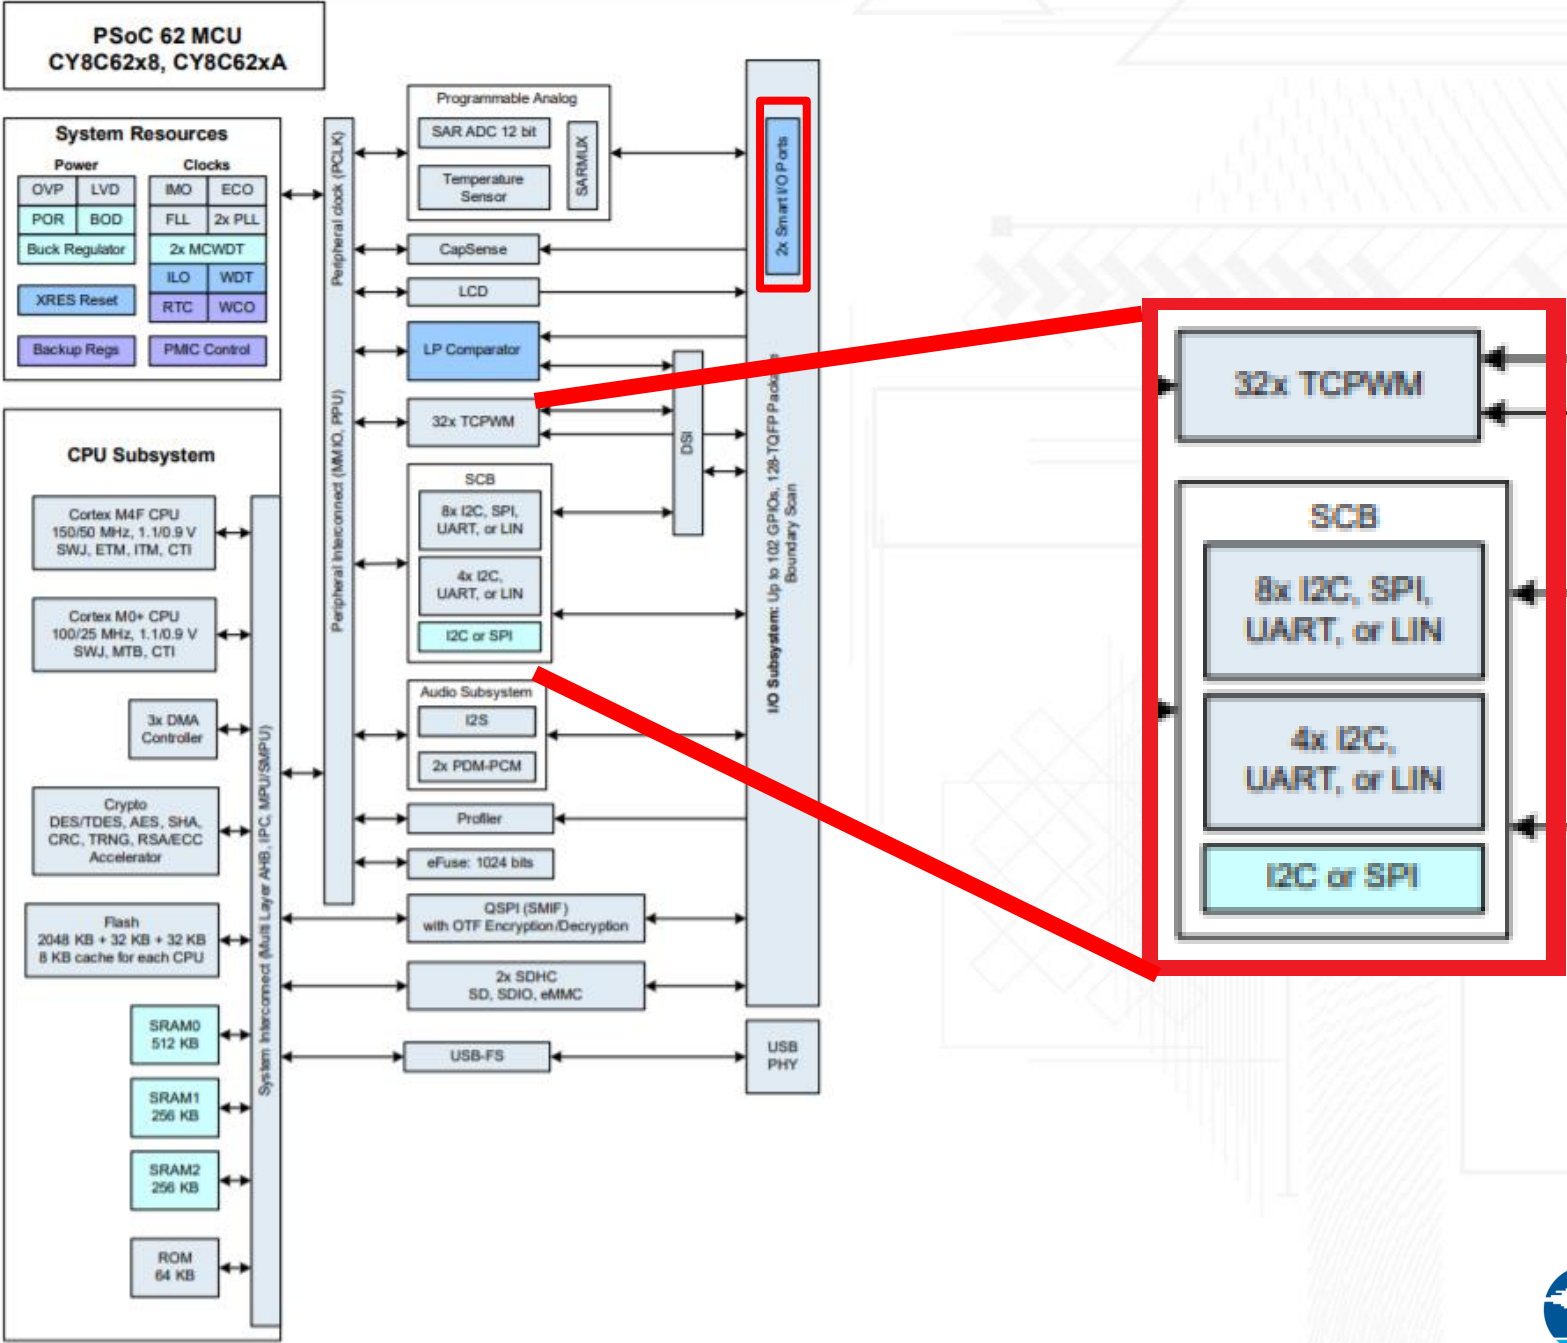 PSoC 62 MCU
CY8C62x8, CY8C62xA
System Resources
Power
Clocks
OVP
LVD
IMO
ECO
POR
BOD
FLL
2x PLL
Buck Regulator
2x MCWDT
ILO
WDT
XRES Reset
RTC
WCO
Backup Regs
PMIC Control
CPU Subsystem
Cortex M4F CPU
150/50 MHz, 1.1/0.9 V
SWJ, ETM, ITM, CTI
Cortex M0+ CPU
100/25 MHz, 1.1/0.9 V
SWJ, MTB, CTI
3x DMA
Controller
Crypto
DES/TDES, AES, SHA,
CRC, TRNG, RSA/ECC
Accelerator
Flash
2048 KB + 32 KB + 32 KB
8 KB cache for each CPU
SRAM0
512 KB
SRAM1
256 KB
SRAM2
256 KB
ROM
64 KB
System Interconnect (Multi Layer AHB, IPC, MPU/SMPU)
Peripheral clock (PCLK)
Peripheral Interconnect (MMIO, PPU)
Programmable Analog
SAR ADC 12 bit
Temperature
Sensor
SARMUX
CapSense
LCD
LP Comparator
32x TCPWM
SCB
8x I2C, SPI,
UART, or LIN
4x I2C,
UART, or LIN
I2C or SPI
Audio Subsystem
I2S
2x PDM-PCM
Profiler
eFuse: 1024 bits
QSPI (SMIF)
with OTF Encryption/Decryption
2x SDHC
SD, SDIO, eMMC
USB-FS
DSI
2x Smart I/O Ports
I/O Subsystem: Up to 102 GPIOs, 128-TQFP Package
Boundary Scan
USB
PHY
32x TCPWM
SCB
8x I2C, SPI,
UART, or LIN
4x I2C,
UART, or LIN
I2C or SPI